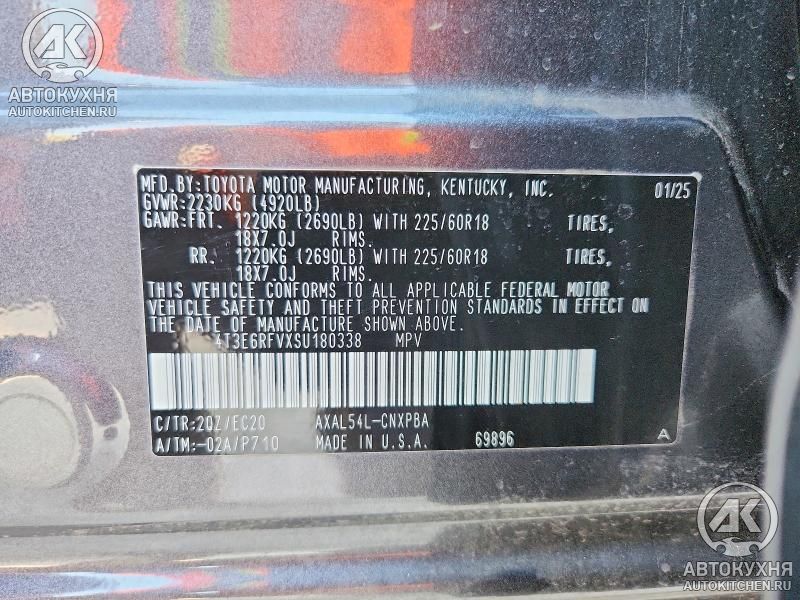 АК
АВТОКУХНЯ
AUTOKITCHEN.RU
MFD.BY:TOYOTA MOTOR MANUFACTURING, KENTUCKY, INC. 01/25
GVWR:2230KG (4920LB)
GAWR:FRT. 1220KG (2690LB) WITH 225/60R18 TIRES,
18X7.0J RIMS.
RR. 1220KG (2690LB) WITH 225/60R18 TIRES,
18X7.0J RIMS.
THIS VEHICLE CONFORMS TO ALL APPLICABLE FEDERAL MOTOR
VEHICLE SAFETY AND THEFT PREVENTION STANDARDS IN EFFECT ON
THE DATE OF MANUFACTURE SHOWN ABOVE.
4T3E6RFVXSU180338 MPV
C/TR:202/EC20 AXAL54L-CNXPBA
A/TM:-02A/P710 MADE IN U.S.A. 69896 A
АК
АВТОКУХНЯ
AUTOKITCHEN.RU